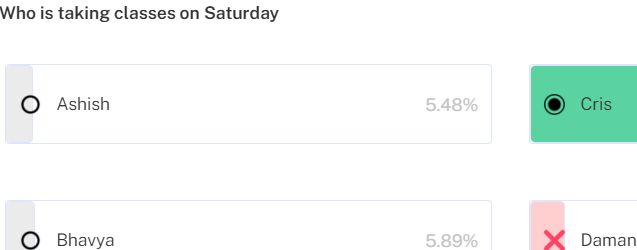 Who is taking classes on Saturday
Ashish 5.48% Cris
Bhavya 5.89% Daman